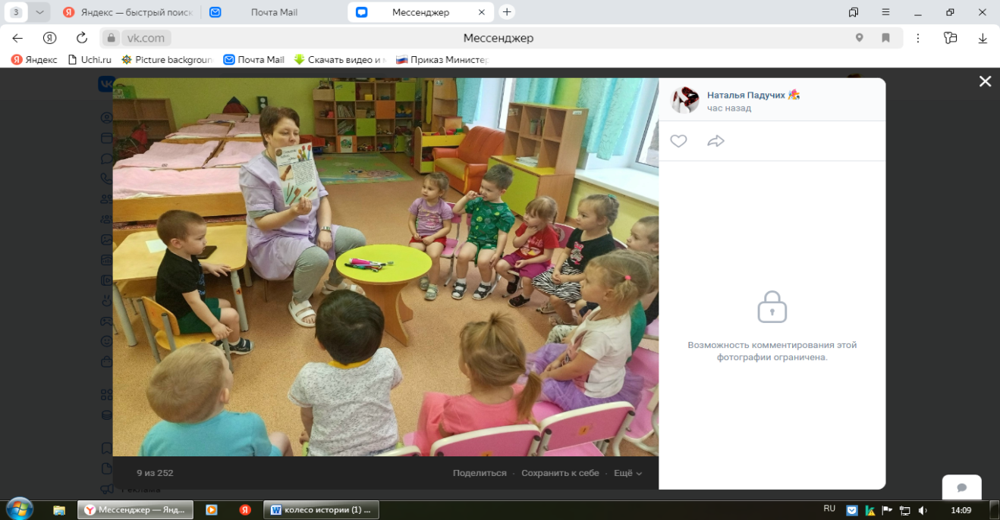 3
Яндекс — быстрый поиск
Почта Mail
Мессенджер
vk.com
Мессенджер
Яндекс
Uchi.ru
Picture backgroun
Почта Mail
Скачать видео и м
Приказ Министер
Наталья Падучих
час назад
Возможность комментирования этой
фотографии ограничена.
9 из 252
Поделиться · Сохранить к себе · Ещё
Реклама
Мессенджер — Янд...
колесо истории (1) ...
RU
14:09